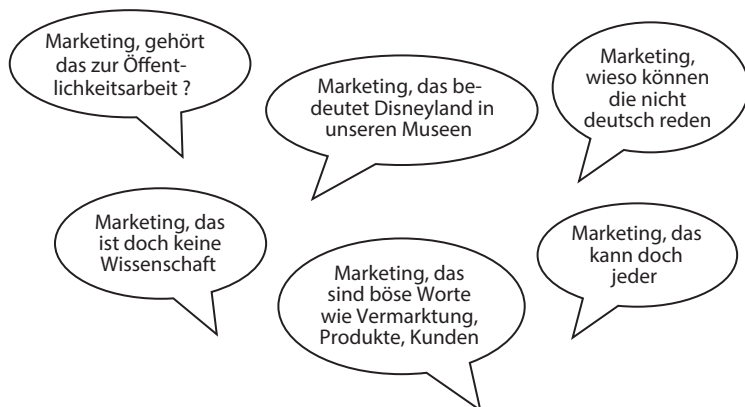 Marketing, gehört
das zur Öffent-
lichkeitsarbeit ?
Marketing, das be-
deutet Disneyland in
unseren Museen
Marketing,
wieso können
die nicht
deutsch reden
Marketing, das
ist doch keine
Wissenschaft
Marketing, das
sind böse Worte
wie Vermarktung,
Produkte, Kunden
Marketing, das
kann doch
jeder